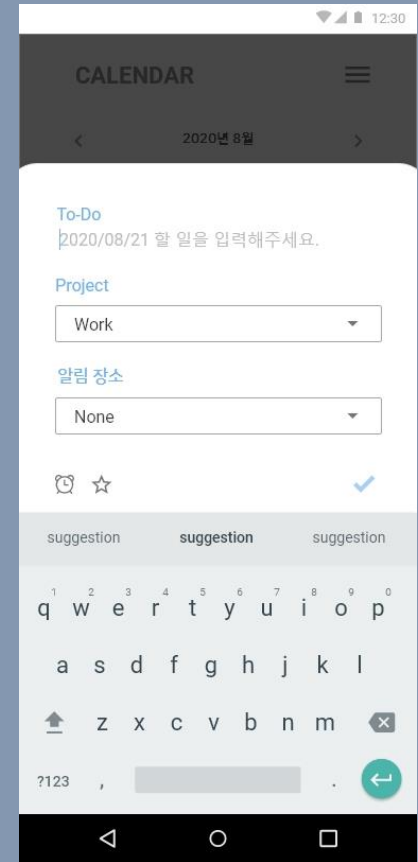 12:30
CALENDAR
2020년 8월
To-Do
2020/08/21 할 일을 입력해주세요.
Project
Work
알림 장소
None
suggestion suggestion suggestion
1 2 3 4 5 6 7 8 9 0
q w e r t y u i o p
a s d f g h j k l
z x c v b n m
?123 , .